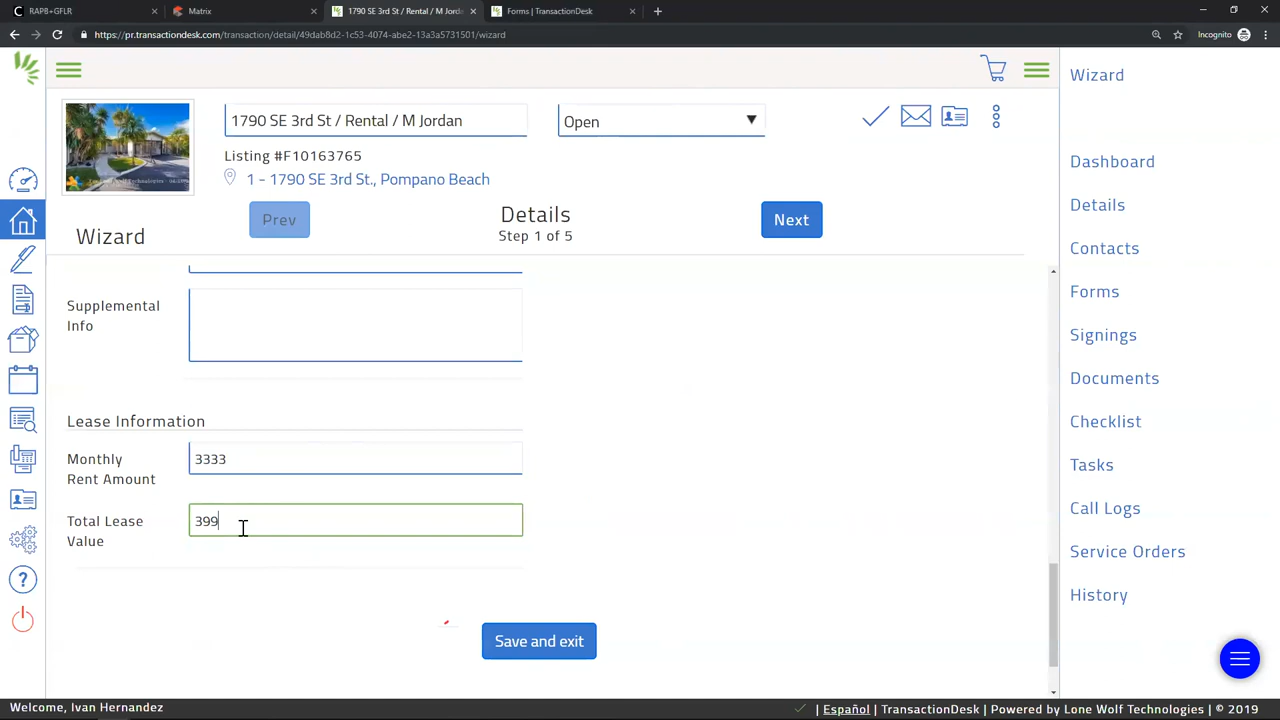 RAPB+GFLR
Matrix
1790 SE 3rd St / Rental / M Jorda
Forms | TransactionDesk
https://pr.transactiondesk.com/transaction/detail/49dab8d2-1c53-4074-abe2-13a3a5731501/wizard
Incognito
1790 SE 3rd St / Rental / M Jordan
Open
Listing #F10163765
1 - 1790 SE 3rd St., Pompano Beach
Wizard
Prev
Details
Step 1 of 5
Next
Supplemental
Info
Lease Information
Monthly
Rent Amount
3333
Total Lease
Value
399
Save and exit
Wizard
Dashboard
Details
Contacts
Forms
Signings
Documents
Checklist
Tasks
Call Logs
Service Orders
History
Welcome, Ivan Hernandez
| Español | TransactionDesk | Powered by Lone Wolf Technologies | © 2019